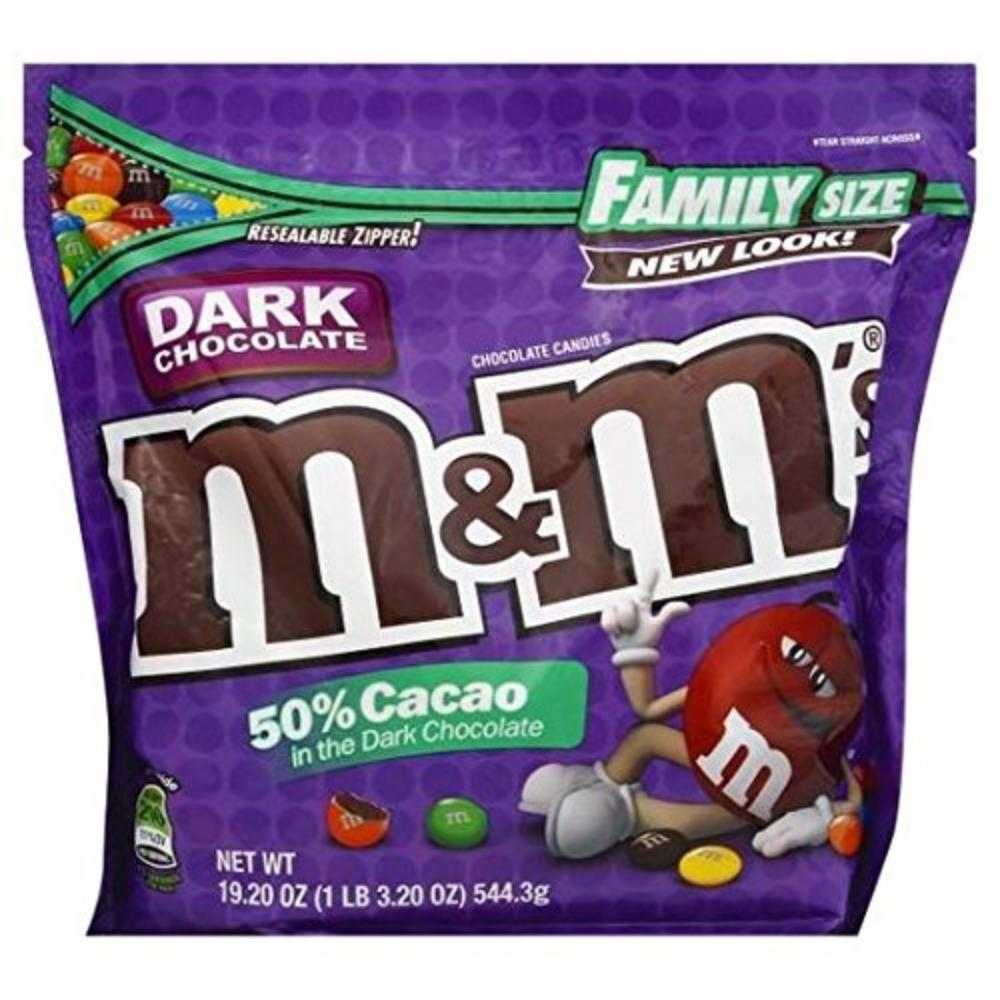 TEAR STRAIGHT ACROSS
FAMILY SIZE
NEW LOOK!
RESEALABLE ZIPPER!
DARK
CHOCOLATE
CHOCOLATE CANDIES
m&m's®
50% Cacao
in the Dark Chocolate
m
m
m
m
m
NET WT
19.20 OZ (1 LB 3.20 OZ) 544.3g